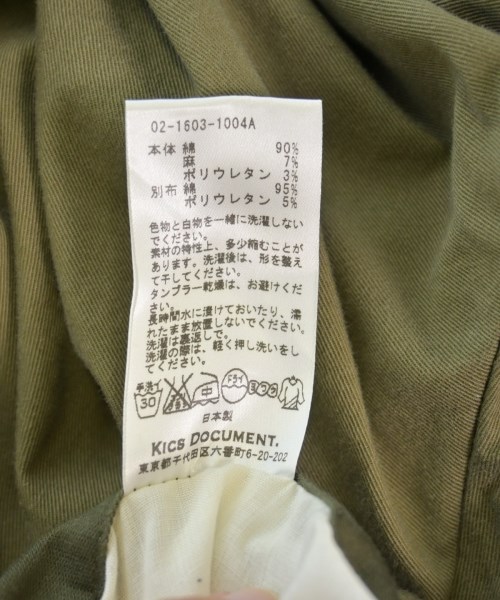 02-1603-1004A
本体 綿 90%
麻 7%
ポリウレタン 3%
別布 綿 95%
ポリウレタン 5%
色物と白物を一緒に洗濯しない
でください。
素材の特性上、多少縮むことが
あります。洗濯後は、形を整え
て干してください。
タンブラー乾燥は、お避けくだ
さい。
長時間水に漬けておいたり、濡
れたまま放置しないでください。
洗濯は裏返しで。
洗濯の際は、軽く押し洗いをし
てください。
手洗イ 30 中 ドライ
日本製
KICS DOCUMENT.
東京都千代田区六番町6-20-202